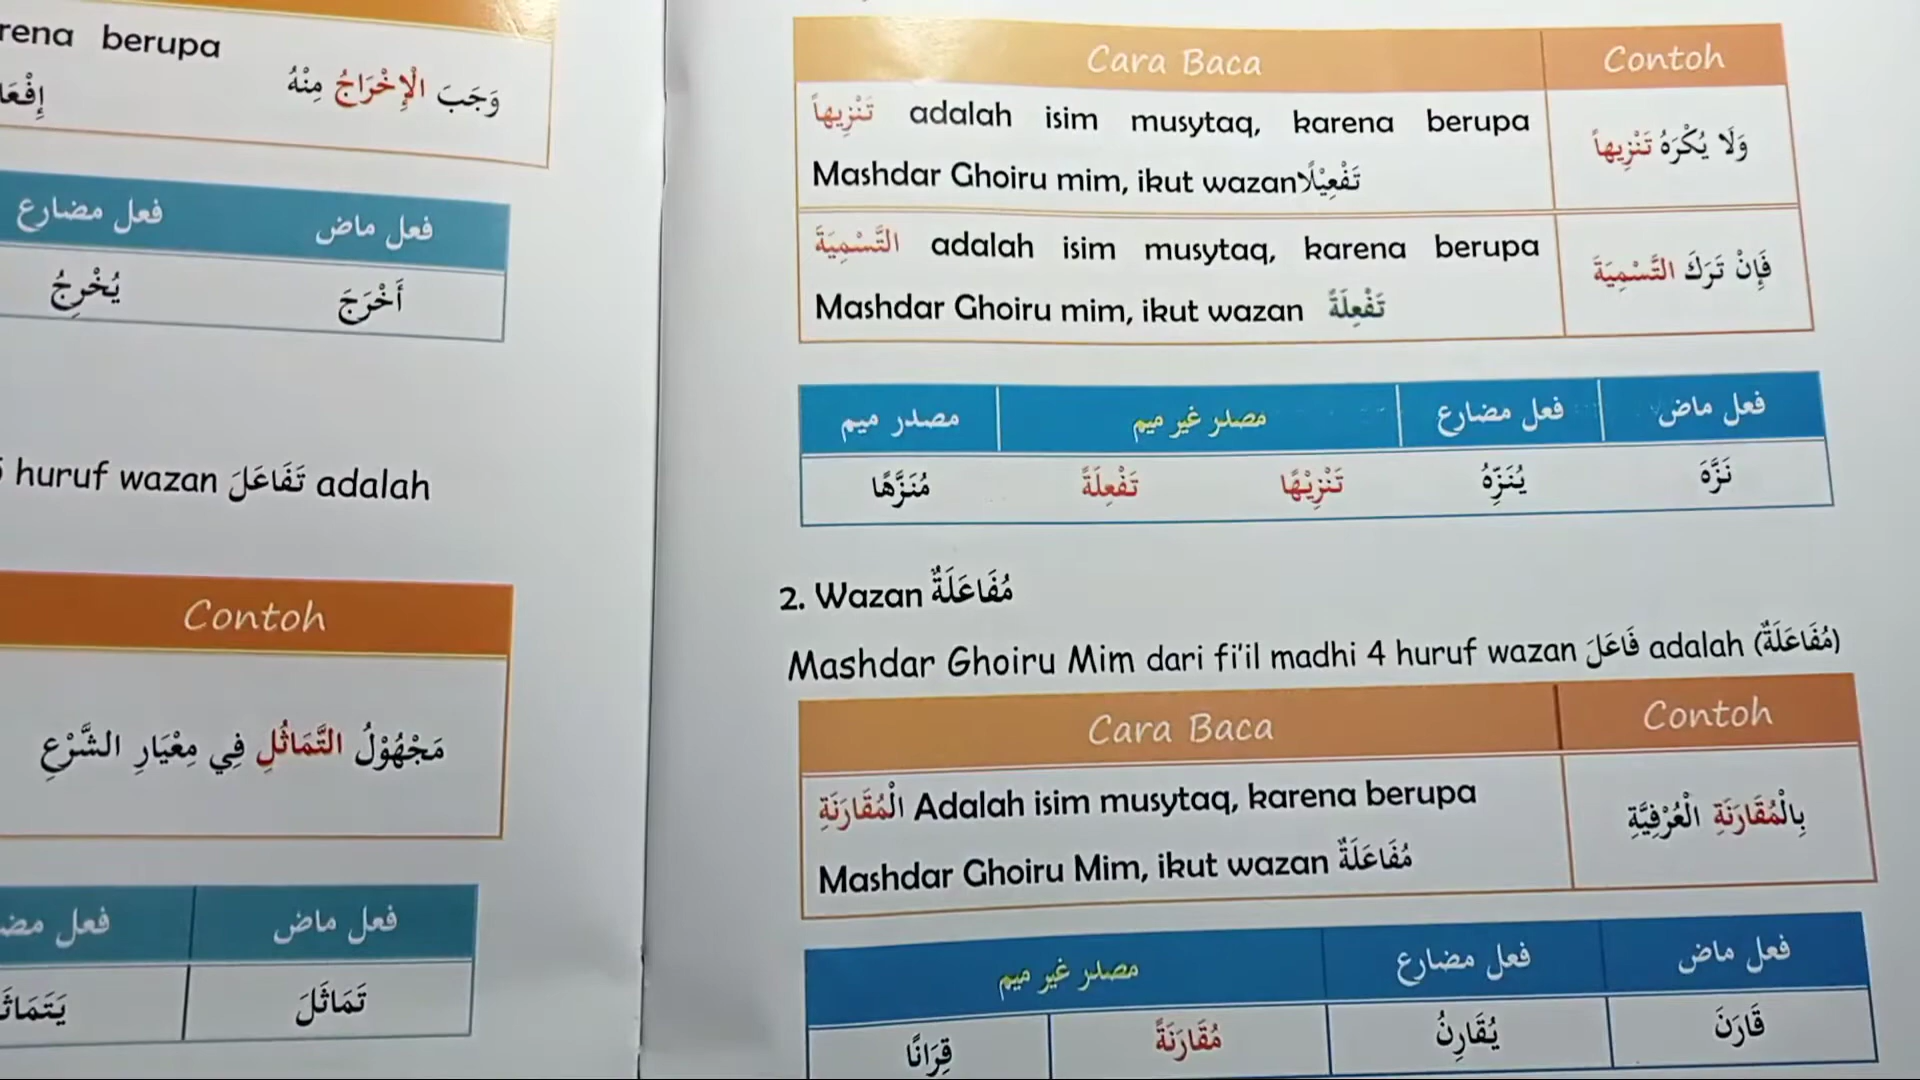 rena berupa
وَجَبَ الْإِخْرَاجُ مِنْهُ
فعل ماض فعل مضارع
أَخْرَجَ يُخْرِجُ
huruf wazan تَفَاعَلَ adalah
Contoh
مَجْهُوْلُ التَّمَاثُلِ فِي مِعْيَارِ الشَّرْعِ
فعل ماض فعل
تَمَاثَلَ
Cara Baca Contoh
تَنْزِيهاً adalah isim musytaq, karena berupa
Mashdar Ghoiru mim, ikut wazan تَفْعِيْلًا
وَلَا يُكْرَهُ تَنْزِيهاً
التَّسْمِيَةَ adalah isim musytaq, karena berupa
Mashdar Ghoiru mim, ikut wazan تَفْعِلَةً
فَإِنْ تَرَكَ التَّسْمِيَةَ
فعل ماض فعل مضارع مصدر غير ميم مصدر ميم
نَزَّهَ يُنَزِّهُ تَنْزِيْهًا تَفْعِلَةً مُنَزَّهًا
2. Wazan مُفَاعَلَةٌ
Mashdar Ghoiru Mim dari fi'il madhi 4 huruf wazan فَاعَلَ adalah (مُفَاعَلَةٌ)
Cara Baca Contoh
الْمُقَارَنَةِ Adalah isim musytaq, karena berupa
Mashdar Ghoiru Mim, ikut wazan مُفَاعَلَةٌ
بِالْمُقَارَنَةِ الْعُرْفِيَّةِ
فعل ماض فعل مضارع مصدر غير ميم
قَارَنَ يُقَارِنُ مُقَارَنَةً قِرَانًا